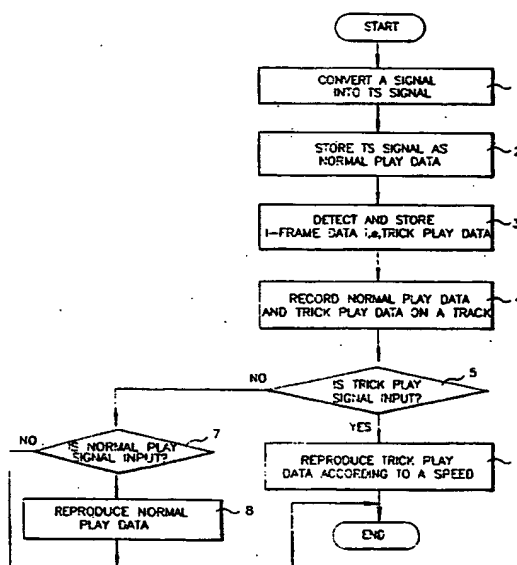 START
CONVERT A SIGNAL
INTO TS SIGNAL
STORE TS SIGNAL AS
NORMAL PLAY DATA
2
DETECT AND STORE
I-FRAME DATA i,e,TRICK PLAY DATA
3
RECORD NORMAL PLAY DATA
AND TRICK PLAY DATA ON A TRACK
IS TRICK PLAY
SIGNAL INPUT?
5
NO
YES
IS NORMAL PLAY
SIGNAL INPUT?
7
NO
REPRODUCE TRICK PLAY
DATA ACCORDING TO A SPEED
REPRODUCE NORMAL
PLAY DATA
8
END